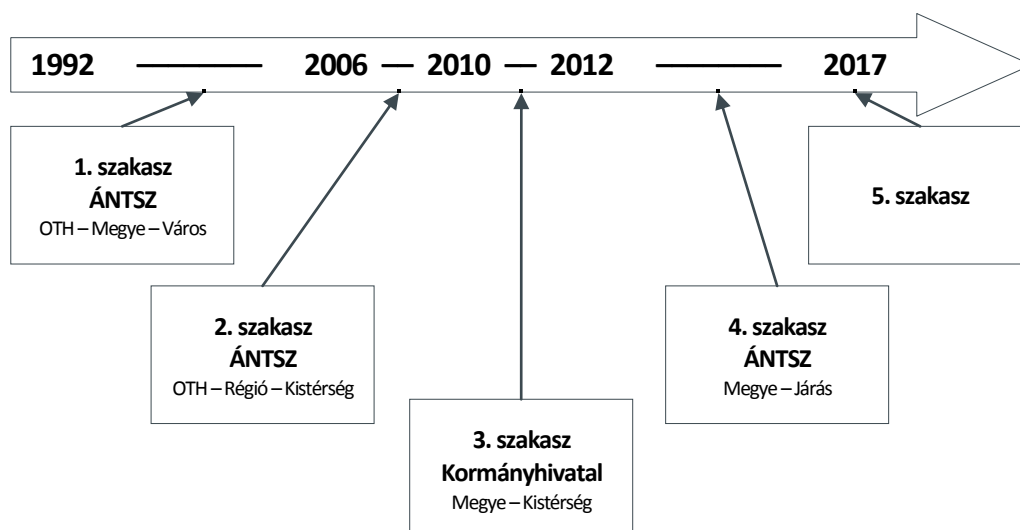 1992 2006 2010 2012 2017
1. szakasz
ÁNTSZ
OTH – Megye – Város
2. szakasz
ÁNTSZ
OTH – Régió – Kistérség
3. szakasz
Kormányhivatal
Megye – Kistérség
4. szakasz
ÁNTSZ
Megye – Járás
5. szakasz